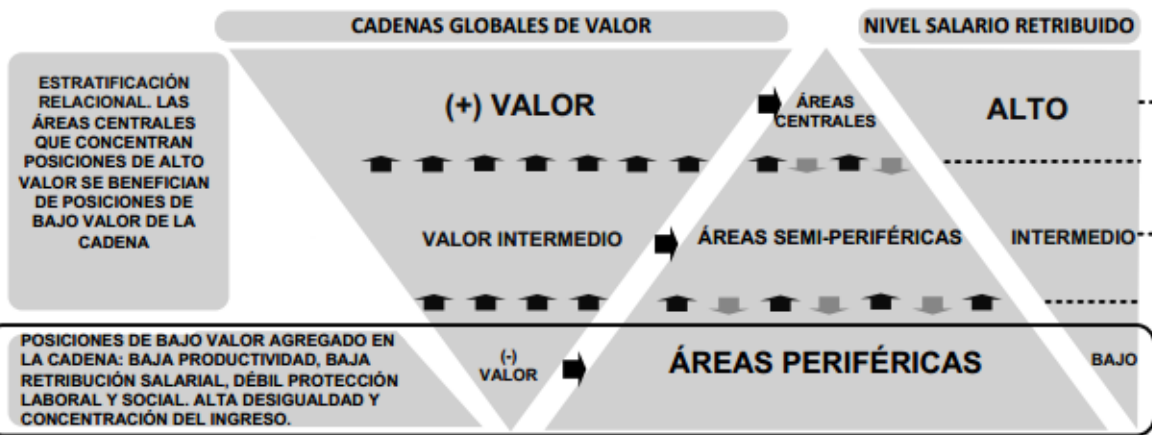 CADENAS GLOBALES DE VALOR
NIVEL SALARIO RETRIBUIDO
ESTRATIFICACIÓN
RELACIONAL. LAS
ÁREAS CENTRALES
QUE CONCENTRAN
POSICIONES DE ALTO
VALOR SE BENEFICIAN
DE POSICIONES DE
BAJO VALOR DE LA
CADENA
(+) VALOR
ÁREAS
CENTRALES
ALTO
VALOR INTERMEDIO
ÁREAS SEMI-PERIFÉRICAS
INTERMEDIO
POSICIONES DE BAJO VALOR AGREGADO EN
LA CADENA: BAJA PRODUCTIVIDAD, BAJA
RETRIBUCIÓN SALARIAL, DÉBIL PROTECCIÓN
LABORAL Y SOCIAL. ALTA DESIGUALDAD Y
CONCENTRACIÓN DEL INGRESO.
(-)
VALOR
ÁREAS PERIFÉRICAS
BAJO